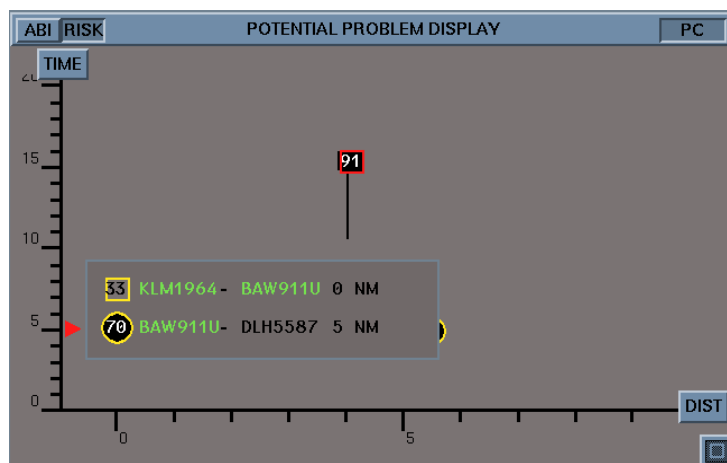 ABI RISK POTENTIAL PROBLEM DISPLAY PC
TIME
20
15
91
10
33 KLM1964- BAW911U 0 NM
70 BAW911U- DLH5587 5 NM
5
0
DIST
0 5